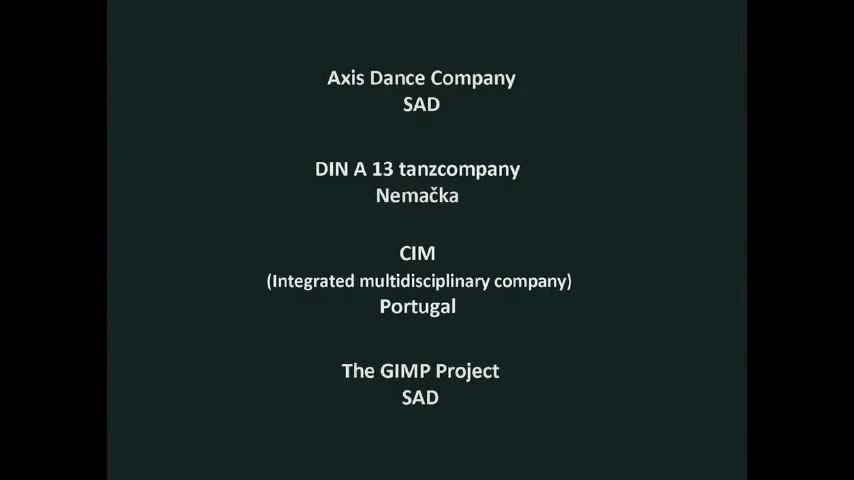 Axis Dance Company
SAD
DIN A 13 tanzcompany
Nemačka
CIM
(Integrated multidisciplinary company)
Portugal
The GIMP Project
SAD